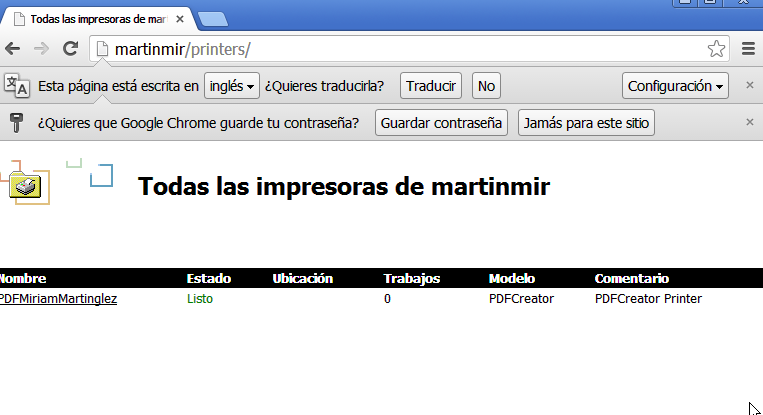 Todas las impresoras de mar
martinmir/printers/
Esta página está escrita en inglés ¿Quieres traducirla? Traducir No Configuración
¿Quieres que Google Chrome guarde tu contraseña? Guardar contraseña Jamás para este sitio
Todas las impresoras de martinmir
Nombre Estado Ubicación Trabajos Modelo Comentario
PDFMiriamMartinglez Listo 0 PDFCreator PDFCreator Printer